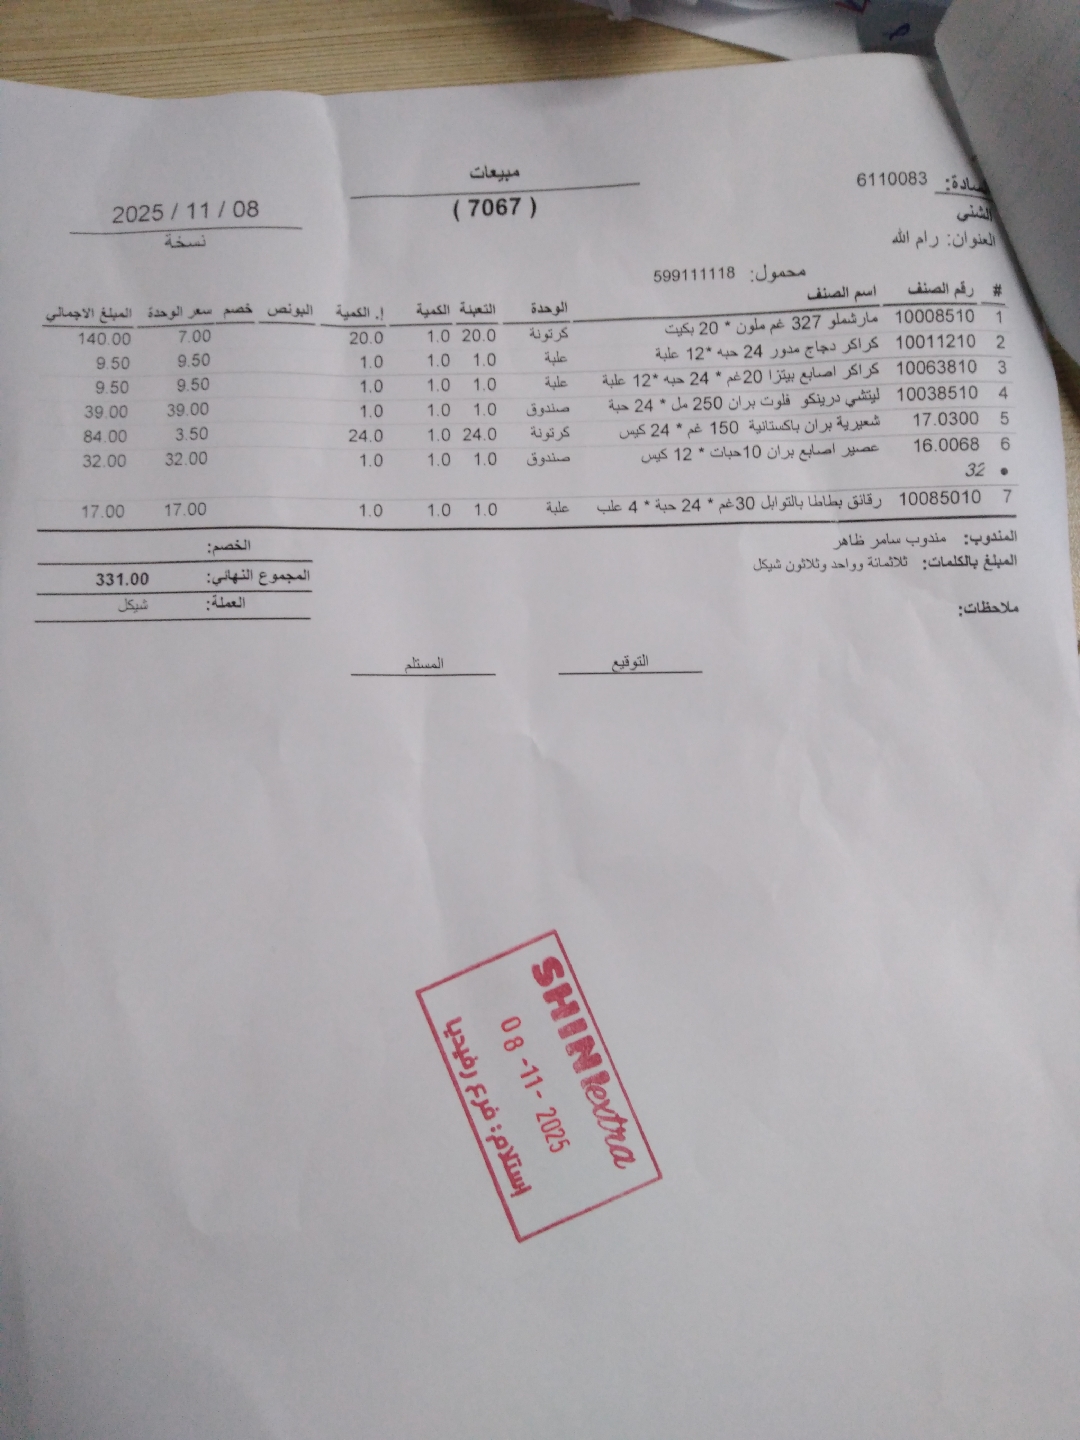 مبيعات
( 7067 )
2025 / 11 / 08
نسخة
السادة: 6110083
الشني
العنوان: رام الله
محمول: 599111118
# رقم الصنف اسم الصنف الوحدة التعبئة الكمية إ. الكمية البونص خصم سعر الوحدة المبلغ الاجمالي
1 10008510 مارشملو 327 غم ملون * 20 بكيت كرتونة 20.0 1.0 20.0 7.00 140.00
2 10011210 كراكر دجاج مدور 24 حبه *12 علبة علبة 1.0 1.0 1.0 9.50 9.50
3 10063810 كراكر اصابع بيتزا 20غم * 24 حبه *12 علبة علبة 1.0 1.0 1.0 9.50 9.50
4 10038510 ليتشي درينكو فلوت بران 250 مل * 24 حبة صندوق 1.0 1.0 1.0 39.00 39.00
5 17.0300 شعيرية بران باكستانية 150 غم * 24 كيس كرتونة 24.0 1.0 24.0 3.50 84.00
6 16.0068 عصير اصابع بران 10حبات * 12 كيس صندوق 1.0 1.0 1.0 32.00 32.00
• 32
7 10085010 رقائق بطاطا بالتوابل 30غم * 24 حبة * 4 علب علبة 1.0 1.0 1.0 17.00 17.00
المندوب: مندوب سامر ظاهر
المبلغ بالكلمات: ثلاثمائة وواحد وثلاثون شيكل
ملاحظات:
الخصم:
المجموع النهائي: 331.00
العملة: شيكل
التوقيع
المستلم
SHINI extra
08-11-2025
استلام: فرع رفيديا